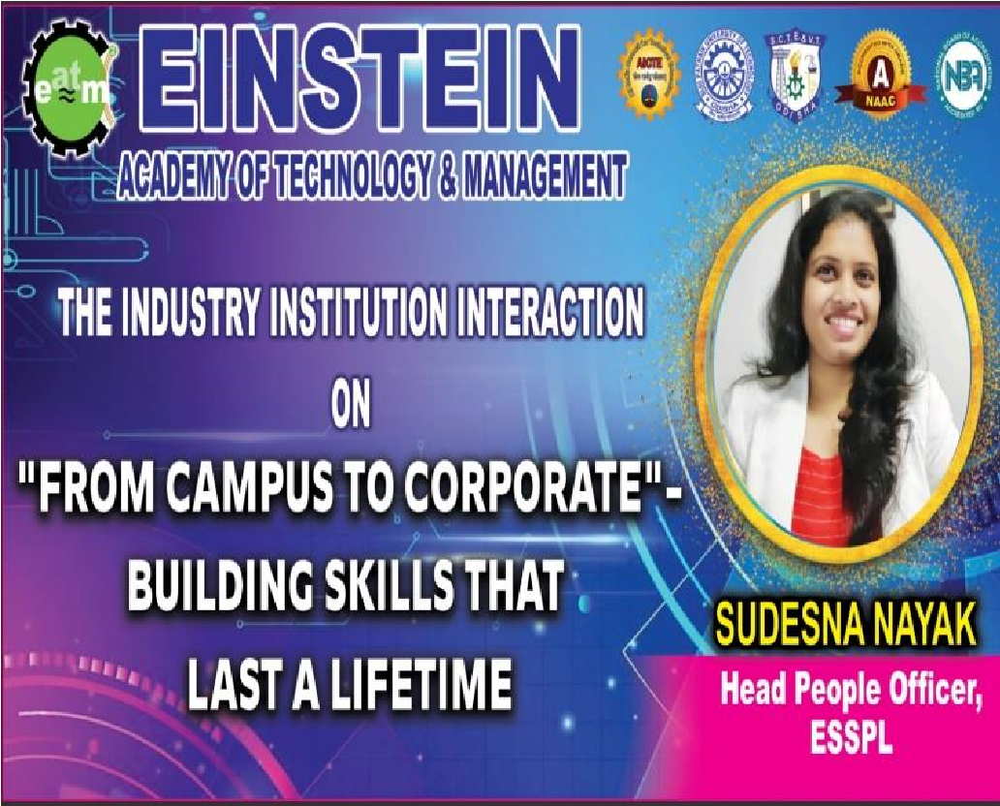 eatm
EINSTEIN
ACADEMY OF TECHNOLOGY & MANAGEMENT
AICTE
S.C.T.E & V.T.
ODISHA
A
NAAC
NBA
THE INDUSTRY INSTITUTION INTERACTION
ON
"FROM CAMPUS TO CORPORATE"-
BUILDING SKILLS THAT
LAST A LIFETIME
SUDESNA NAYAK
Head People Officer,
ESSPL